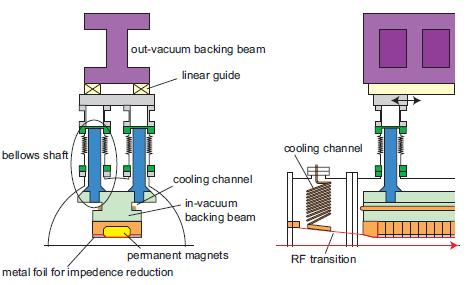 out-vacuum backing beam
linear guide
cooling channel
bellows shaft
cooling channel
in-vacuum
backing beam
permanent magnets
RF transition
metal foil for impedence reduction